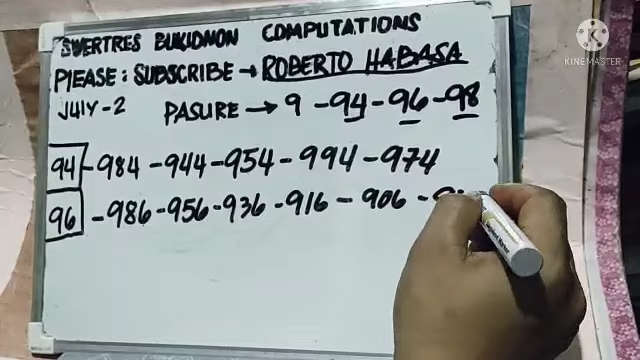 SWERTRES BUKIDNON COMPUTATIONS
PlEASE: SUBSCRIBE → ROBERTO HABASA
JUlY-2 PASURE → 9 - 94 - 96 - 98
94 - 984 - 944 - 954 - 994 - 974
96 - 986 - 956 - 936 - 916 - 906 -
KINEMASTER